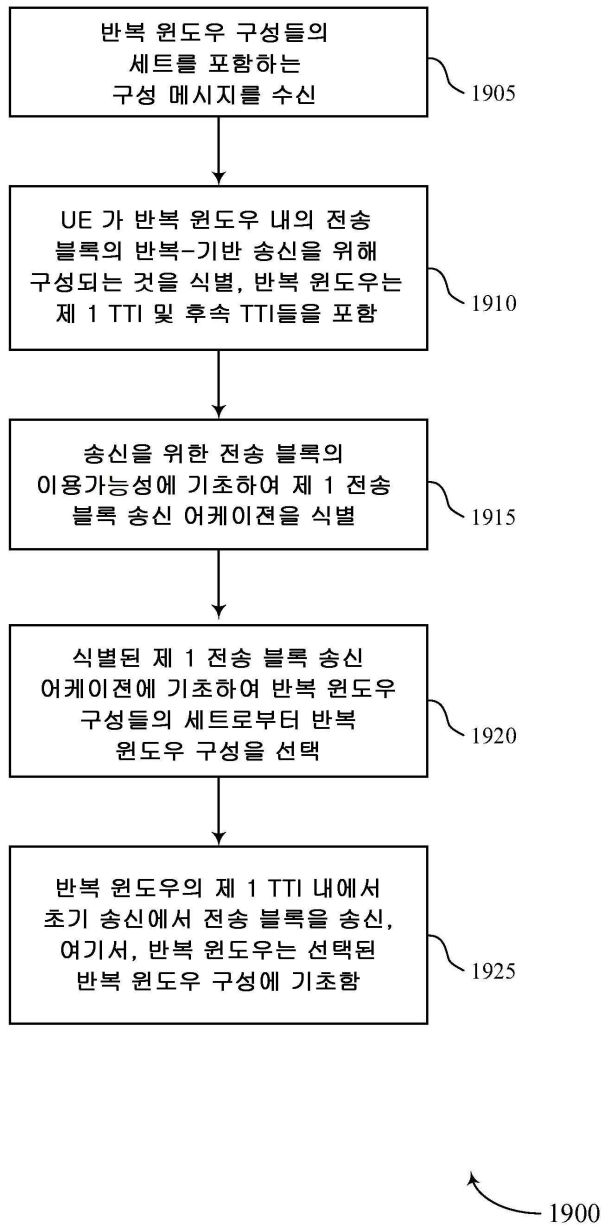 반복 윈도우 구성들의
세트를 포함하는
구성 메시지를 수신
1905
UE 가 반복 윈도우 내의 전송
블록의 반복-기반 송신을 위해
구성되는 것을 식별, 반복 윈도우는
제 1 TTI 및 후속 TTI들을 포함
1910
송신을 위한 전송 블록의
이용가능성에 기초하여 제 1 전송
블록 송신 어케이젼을 식별
1915
식별된 제 1 전송 블록 송신
어케이젼에 기초하여 반복 윈도우
구성들의 세트로부터 반복
윈도우 구성을 선택
1920
반복 윈도우의 제 1 TTI 내에서
초기 송신에서 전송 블록을 송신,
여기서, 반복 윈도우는 선택된
반복 윈도우 구성에 기초함
1925
1900